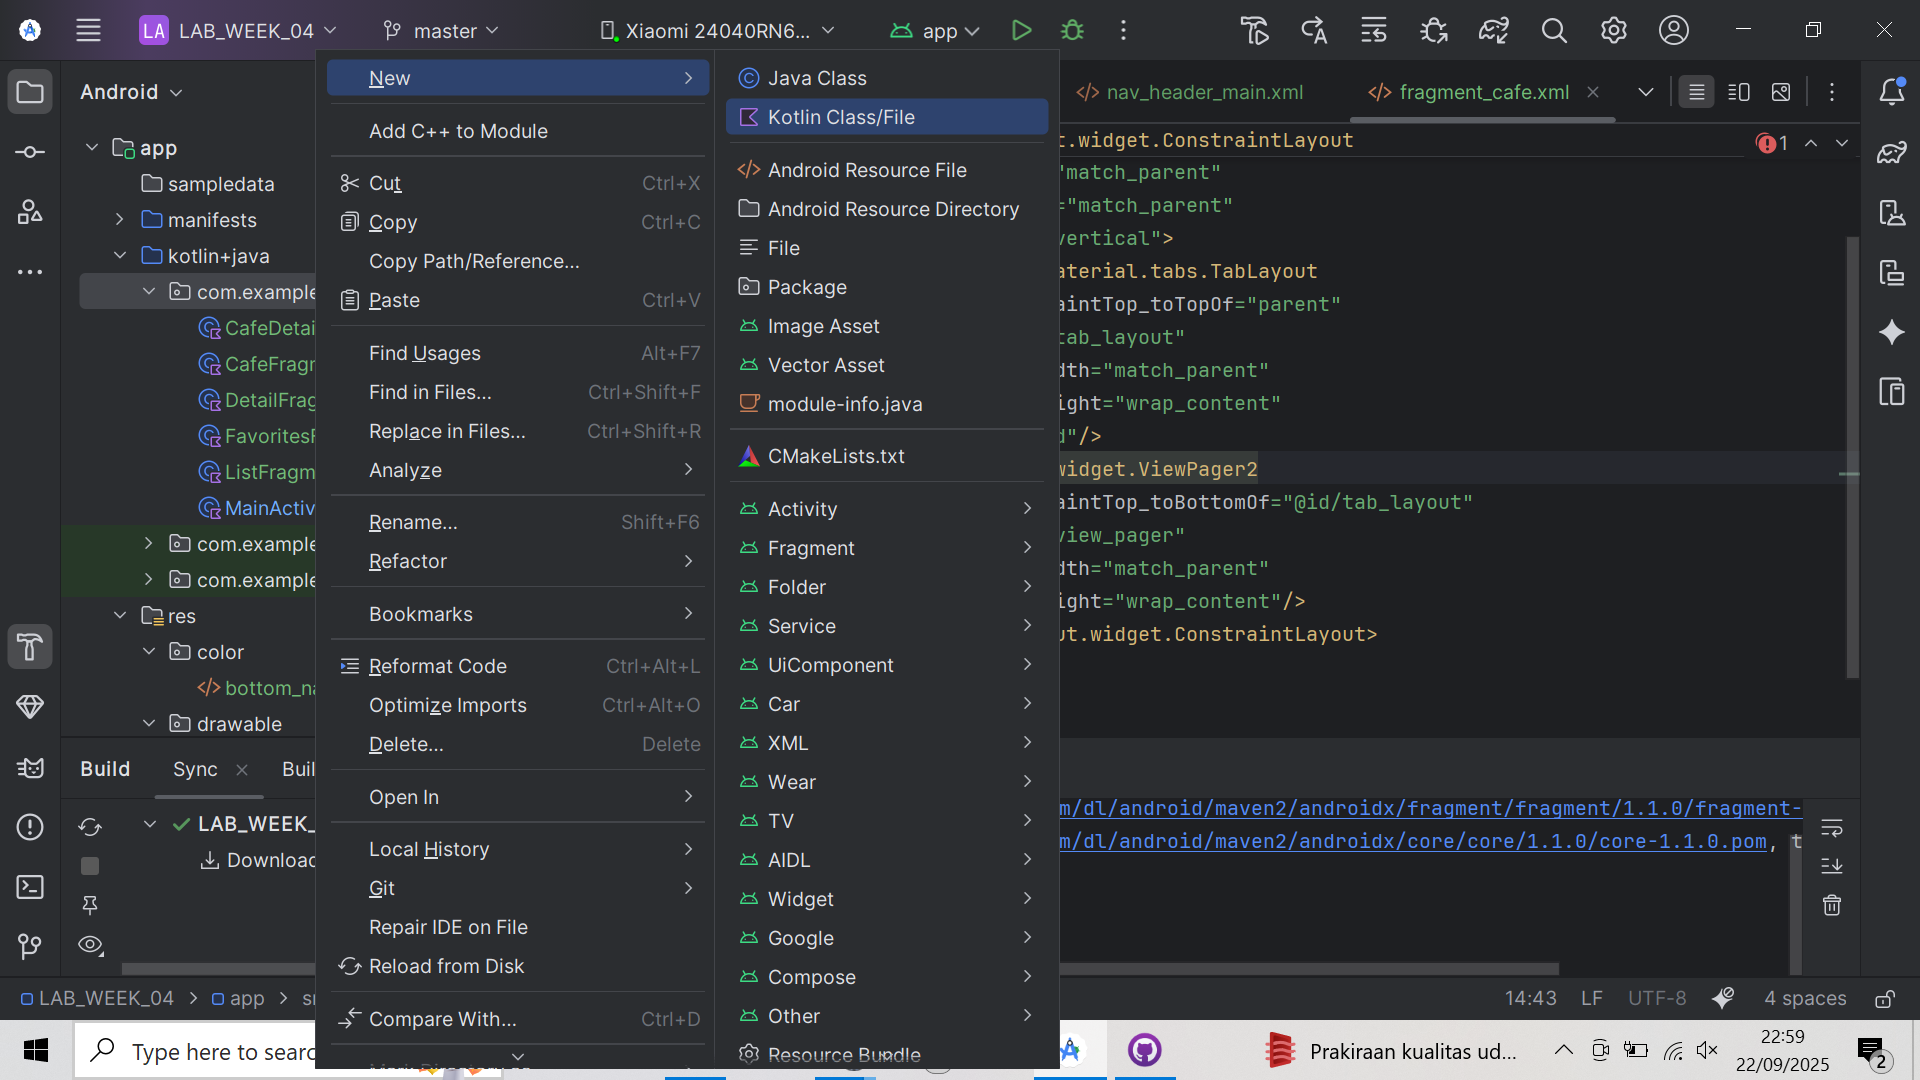 LA LAB_WEEK_04
master
Xiaomi 24040RN6...
app
Android
app
sampledata
manifests
kotlin+java
com.example
CafeDetai
CafeFragr
DetailFrag
FavoritesF
ListFragm
MainActiv
com.example
com.example
res
color
bottom_na
drawable
New
Add C++ to Module
Cut Ctrl+X
Copy Ctrl+C
Copy Path/Reference...
Paste Ctrl+V
Find Usages Alt+F7
Find in Files... Ctrl+Shift+F
Replace in Files... Ctrl+Shift+R
Analyze
Rename... Shift+F6
Refactor
Bookmarks
Reformat Code Ctrl+Alt+L
Optimize Imports Ctrl+Alt+O
Delete... Delete
Open In
Local History
Git
Repair IDE on File
Reload from Disk
Compare With... Ctrl+D
Java Class
Kotlin Class/File
Android Resource File
Android Resource Directory
File
Package
Image Asset
Vector Asset
module-info.java
CMakeLists.txt
Activity
Fragment
Folder
Service
UiComponent
Car
XML
Wear
TV
AIDL
Widget
Google
Compose
Other
Resource Bundle
nav_header_main.xml
fragment_cafe.xml
1
t.widget.ConstraintLayout
"match_parent"
="match_parent"
vertical">
aterial.tabs.TabLayout
aintTop_toTopOf="parent"
tab_layout"
dth="match_parent"
ight="wrap_content"
d"/>
widget.ViewPager2
aintTop_toBottomOf="@id/tab_layout"
view_pager"
dth="match_parent"
ight="wrap_content"/>
ut.widget.ConstraintLayout>
Build
Sync
Buil
LAB_WEEK_
Download
m/dl/android/maven2/androidx/fragment/fragment/1.1.0/fragment-
m/dl/android/maven2/androidx/core/core/1.1.0/core-1.1.0.pom, t
LAB_WEEK_04 > app > sr
14:43 LF UTF-8 4 spaces
Type here to searc
Prakiraan kualitas ud...
22:59
22/09/2025
2